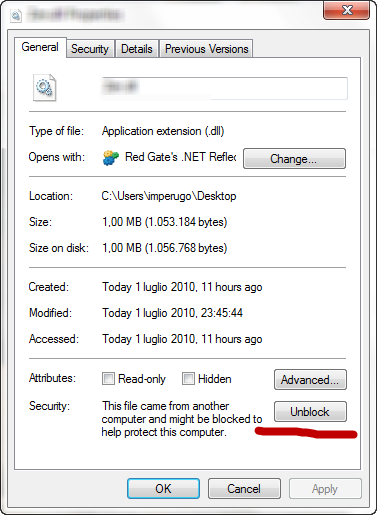 Properties
General Security Details Previous Versions
Type of file: Application extension (.dll)
Opens with: Red Gate's .NET Reflec Change...
Location: C:\Users\imperugo\Desktop
Size: 1,00 MB (1.053.184 bytes)
Size on disk: 1,00 MB (1.056.768 bytes)
Created: Today 1 luglio 2010, 11 hours ago
Modified: Today 1 luglio 2010, 23:45:44
Accessed: Today 1 luglio 2010, 11 hours ago
Attributes: Read-only Hidden Advanced...
Security: This file came from another
computer and might be blocked to
help protect this computer.
Unblock
OK Cancel Apply